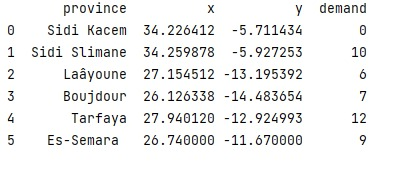 province x y demand
0 Sidi Kacem 34.226412 -5.711434 0
1 Sidi Slimane 34.259878 -5.927253 10
2 Laâyoune 27.154512 -13.195392 6
3 Boujdour 26.126338 -14.483654 7
4 Tarfaya 27.940120 -12.924993 12
5 Es-Semara 26.740000 -11.670000 9